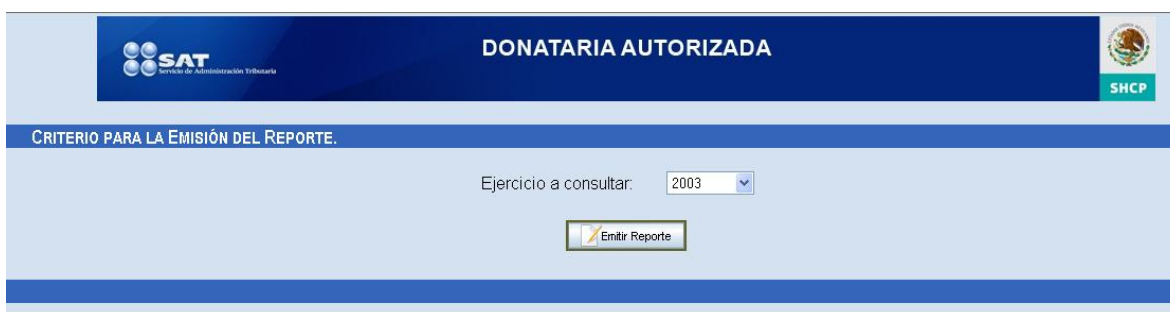 DONATARIA AUTORIZADA
SAT
Servicio de Administración Tributaria
SHCP
CRITERIO PARA LA EMISIÓN DEL REPORTE.
Ejercicio a consultar: 2003
Emitir Reporte